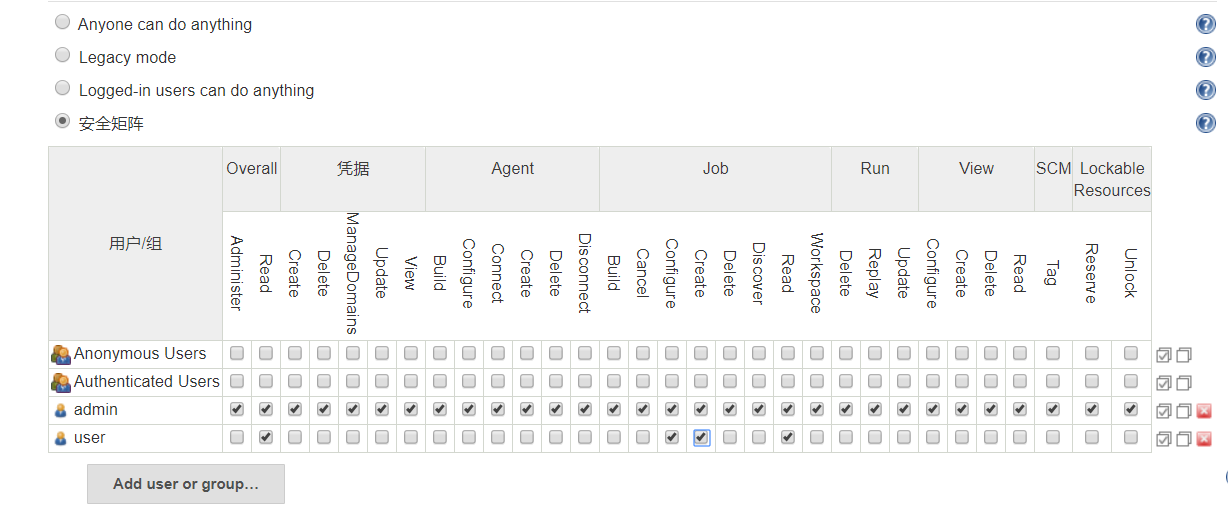 Anyone can do anything
Legacy mode
Logged-in users can do anything
安全矩阵
用户/组 Overall 凭据 Agent Job Run View SCM Lockable Resources
Administer Read Create Delete ManageDomains Update View Build Configure Connect Create Delete Disconnect Build Cancel Configure Create Delete Discover Read Workspace Delete Replay Update Configure Create Delete Read Tag Reserve Unlock
Anonymous Users
Authenticated Users
admin
user
Add user or group...